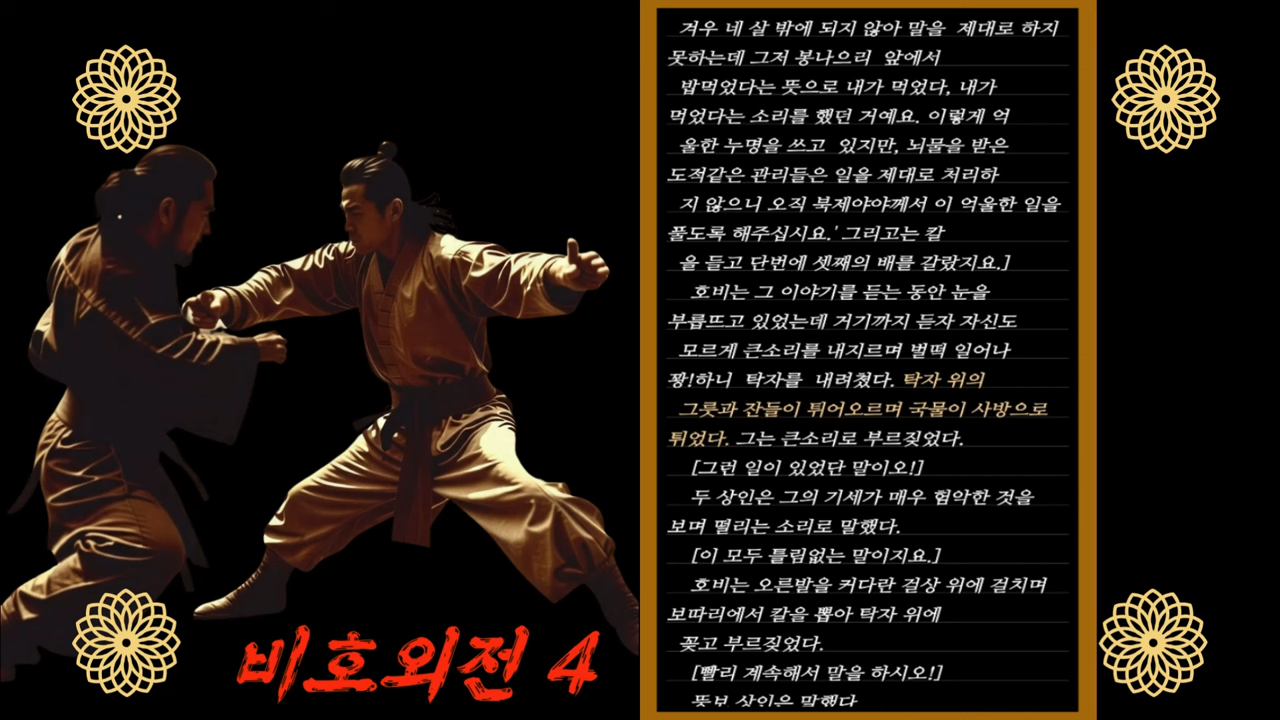 겨우 네 살 밖에 되지 않아 말을 제대로 하지
못하는데 그저 봉나으리 앞에서
밥먹었다는 뜻으로 내가 먹었다, 내가
먹었다는 소리를 했던 거예요. 이렇게 억
울한 누명을 쓰고 있지만, 뇌물을 받은
도적같은 관리들은 일을 제대로 처리하
지 않으니 오직 북제야야께서 이 억울한 일을
풀도록 해주십시요.' 그리고는 칼
을 들고 단번에 셋째의 배를 갈랐지요.]
호비는 그 이야기를 듣는 동안 눈을
부릅뜨고 있었는데 거기까지 듣자 자신도
모르게 큰소리를 내지르며 벌떡 일어나
꽝!하니 탁자를 내려쳤다. 탁자 위의
그릇과 잔들이 튀어오르며 국물이 사방으로
튀었다. 그는 큰소리로 부르짖었다.
[그런 일이 있었단 말이오!]
두 상인은 그의 기세가 매우 험악한 것을
보며 떨리는 소리로 말했다.
[이 모두 틀림없는 말이지요.]
호비는 오른발을 커다란 걸상 위에 걸치며
보따리에서 칼을 뽑아 탁자 위에
꽂고 부르짖었다.
[빨리 계속해서 말을 하시오!]
뚱보 상인은 말했다
비호외전 4